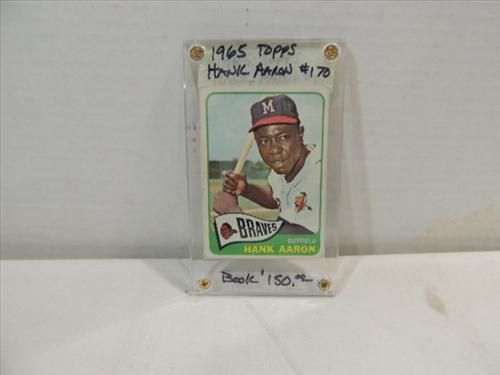 1965 TOPPS
HANK AARON #170
M
BRAVES
OUTFIELD
HANK AARON
BOOK 150.00